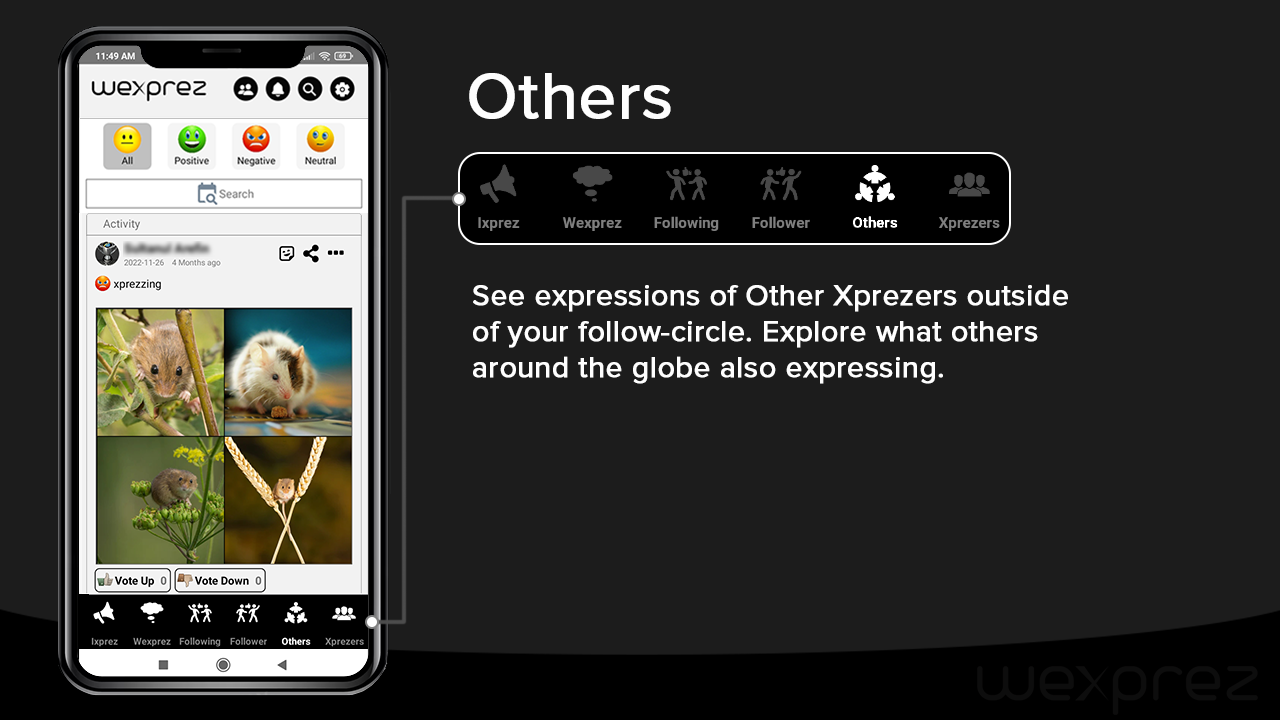 11:49 AM
69
wexprez
All Positive Negative Neutral
Search
Activity
2022-11-26 4 Months ago
xprezzing
Vote Up 0 Vote Down 0
Ixprez Wexprez Following Follower Others Xprezers
Others
Ixprez Wexprez Following Follower Others Xprezers
See expressions of Other Xprezers outside
of your follow-circle. Explore what others
around the globe also expressing.
wexprez